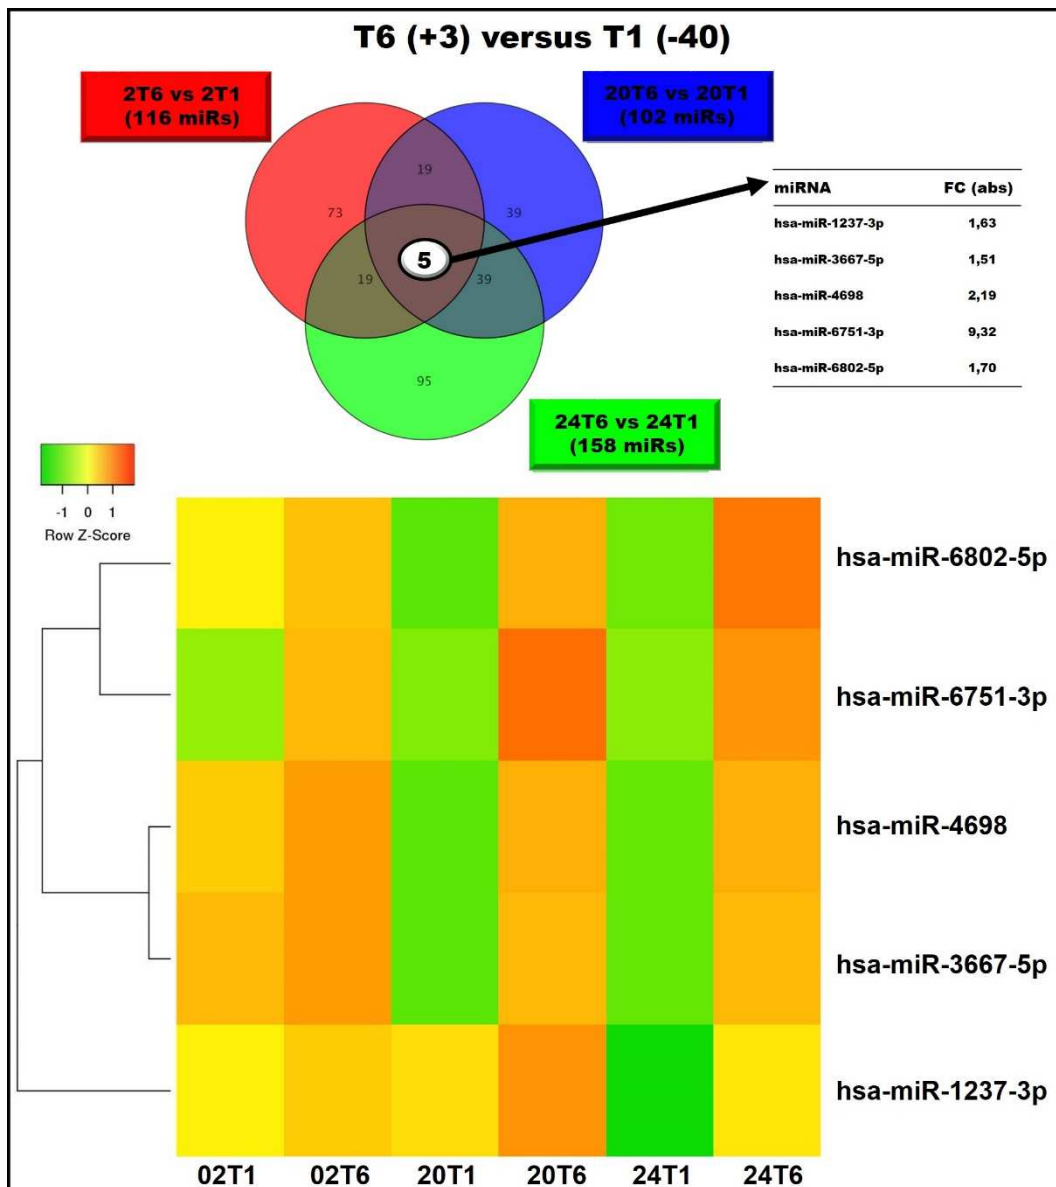 T6 (+3) versus T1 (-40)
2T6 vs 2T1
(116 miRs)
20T6 vs 20T1
(102 miRs)
19
73
39
5
19
39
95
miRNA FC (abs)
hsa-miR-1237-3p 1,63
hsa-miR-3667-5p 1,51
hsa-miR-4698 2,19
hsa-miR-6751-3p 9,32
hsa-miR-6802-5p 1,70
24T6 vs 24T1
(158 miRs)
-1 0 1
Row Z-Score
hsa-miR-6802-5p
hsa-miR-6751-3p
hsa-miR-4698
hsa-miR-3667-5p
hsa-miR-1237-3p
02T1 02T6 20T1 20T6 24T1 24T6